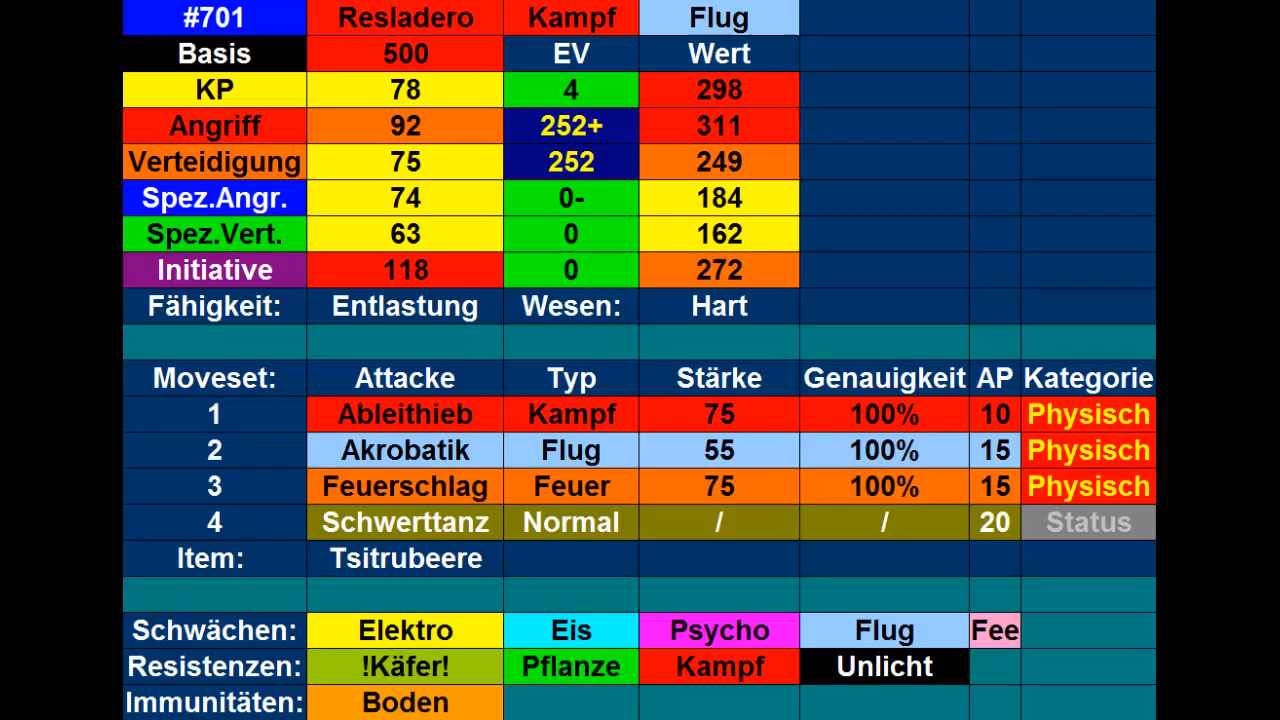 #701 Resladero Kampf Flug
Basis 500 EV Wert
KP 78 4 298
Angriff 92 252+ 311
Verteidigung 75 252 249
Spez.Angr. 74 0- 184
Spez.Vert. 63 0 162
Initiative 118 0 272
Fähigkeit: Entlastung Wesen: Hart
Moveset: Attacke Typ Stärke Genauigkeit AP Kategorie
1 Ableithieb Kampf 75 100% 10 Physisch
2 Akrobatik Flug 55 100% 15 Physisch
3 Feuerschlag Feuer 75 100% 15 Physisch
4 Schwerttanz Normal / / 20 Status
Item: Tsitrubeere
Schwächen: Elektro Eis Psycho Flug Fee
Resistenzen: !Käfer! Pflanze Kampf Unlicht
Immunitäten: Boden